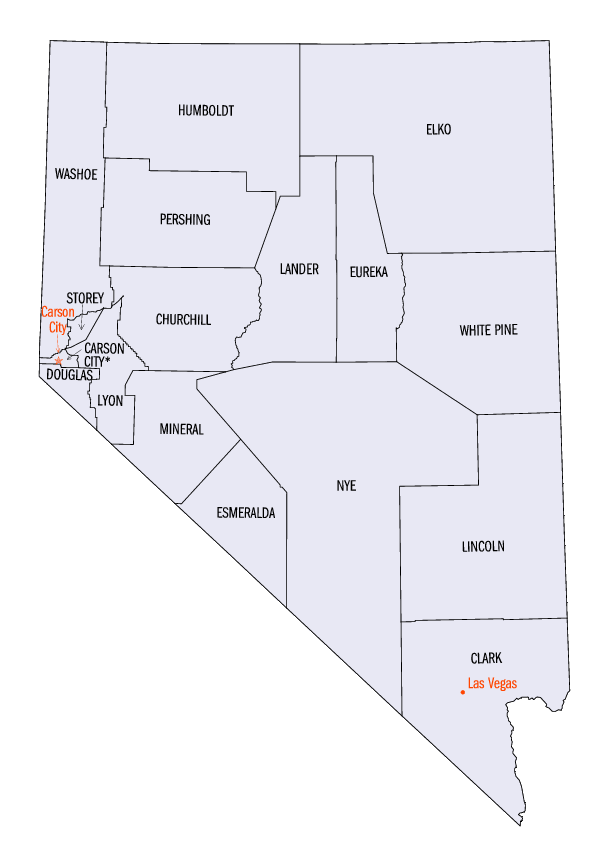 HUMBOLDT
ELKO
WASHOE
PERSHING
LANDER
EUREKA
STOREY
Carson
City
CHURCHILL
WHITE PINE
CARSON
CITY*
DOUGLAS
LYON
MINERAL
NYE
ESMERALDA
LINCOLN
CLARK
Las Vegas